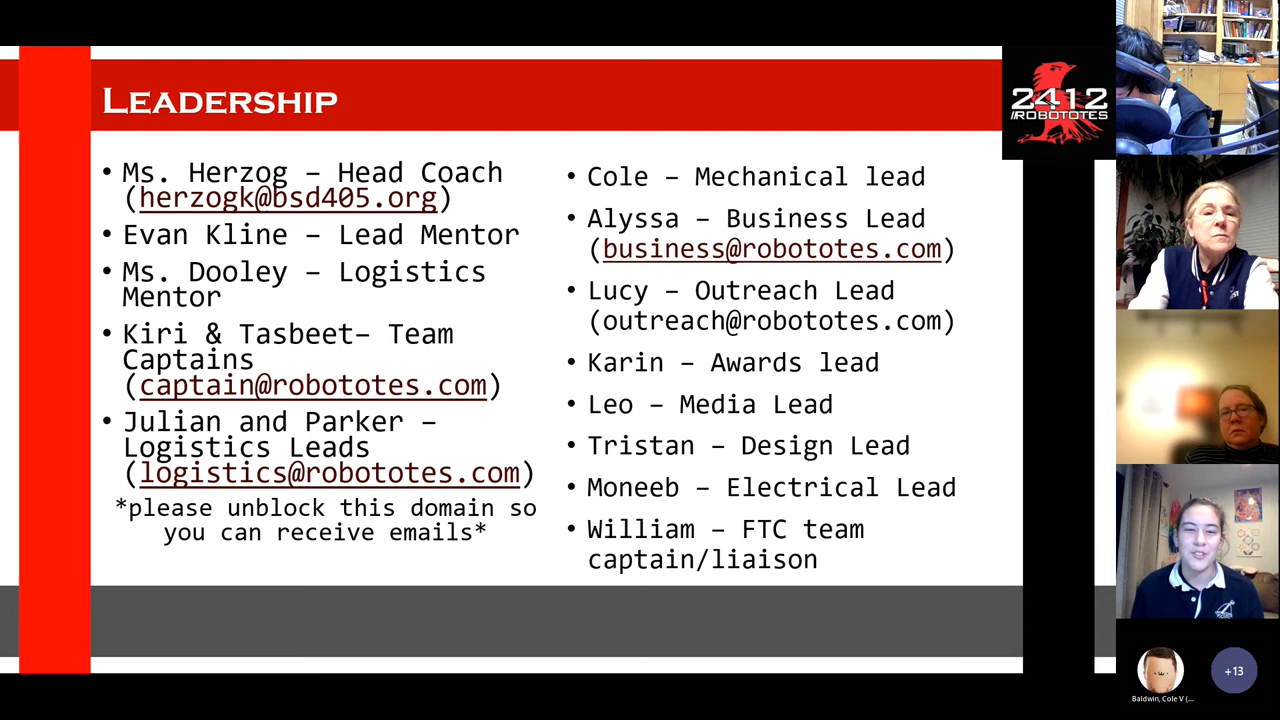 LEADERSHIP
2412
//ROBOTOTES
• Ms. Herzog – Head Coach
(herzogk@bsd405.org)
• Evan Kline – Lead Mentor
• Ms. Dooley – Logistics
Mentor
• Kiri & Tasbeet– Team
Captains
(captain@robototes.com)
• Julian and Parker –
Logistics Leads
(logistics@robototes.com)
*please unblock this domain so
you can receive emails*
• Cole – Mechanical lead
• Alyssa – Business Lead
(business@robototes.com)
• Lucy – Outreach Lead
(outreach@robototes.com)
• Karin – Awards lead
• Leo – Media Lead
• Tristan – Design Lead
• Moneeb – Electrical Lead
• William – FTC team
captain/liaison
+13
Baldwin, Cole V (...